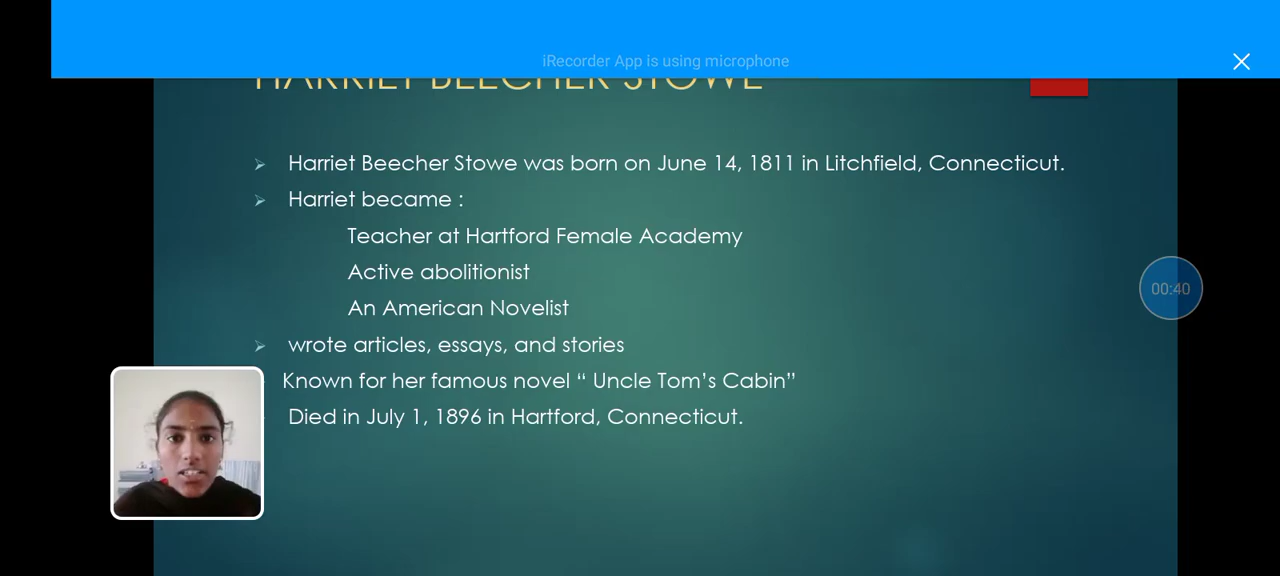 iRecorder App is using microphone
HARRIET BEECHER STOWE
Harriet Beecher Stowe was born on June 14, 1811 in Litchfield, Connecticut.
Harriet became :
Teacher at Hartford Female Academy
Active abolitionist
An American Novelist
00:40
wrote articles, essays, and stories
Known for her famous novel “ Uncle Tom’s Cabin”
Died in July 1, 1896 in Hartford, Connecticut.